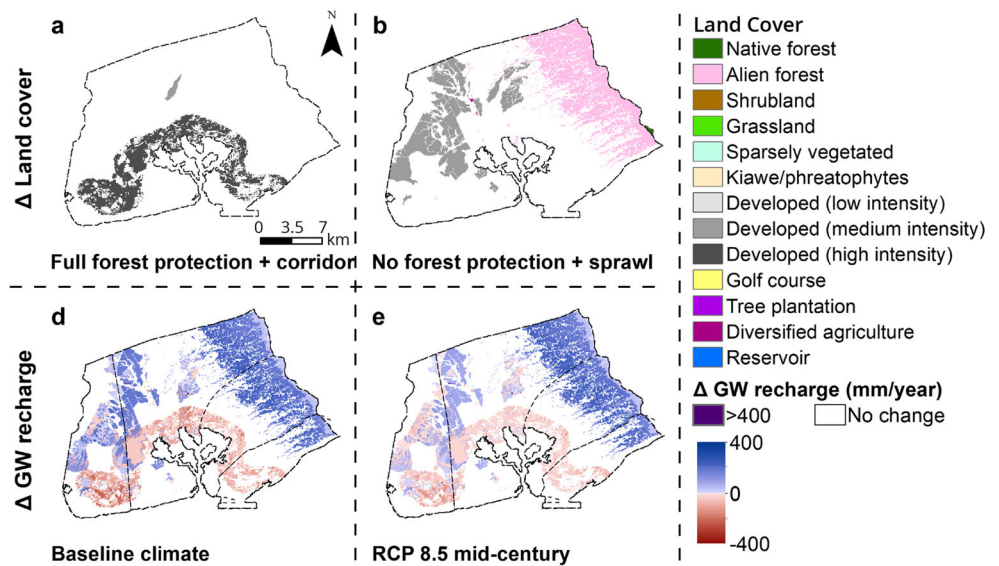 a
N
b
Δ Land cover
0 3.5 7
km
Full forest protection + corridor
No forest protection + sprawl
d
e
Δ GW recharge
Baseline climate
RCP 8.5 mid-century
Land Cover
Native forest
Alien forest
Shrubland
Grassland
Sparsely vegetated
Kiawe/phreatophytes
Developed (low intensity)
Developed (medium intensity)
Developed (high intensity)
Golf course
Tree plantation
Diversified agriculture
Reservoir
Δ GW recharge (mm/year)
>400 No change
400
0
-400